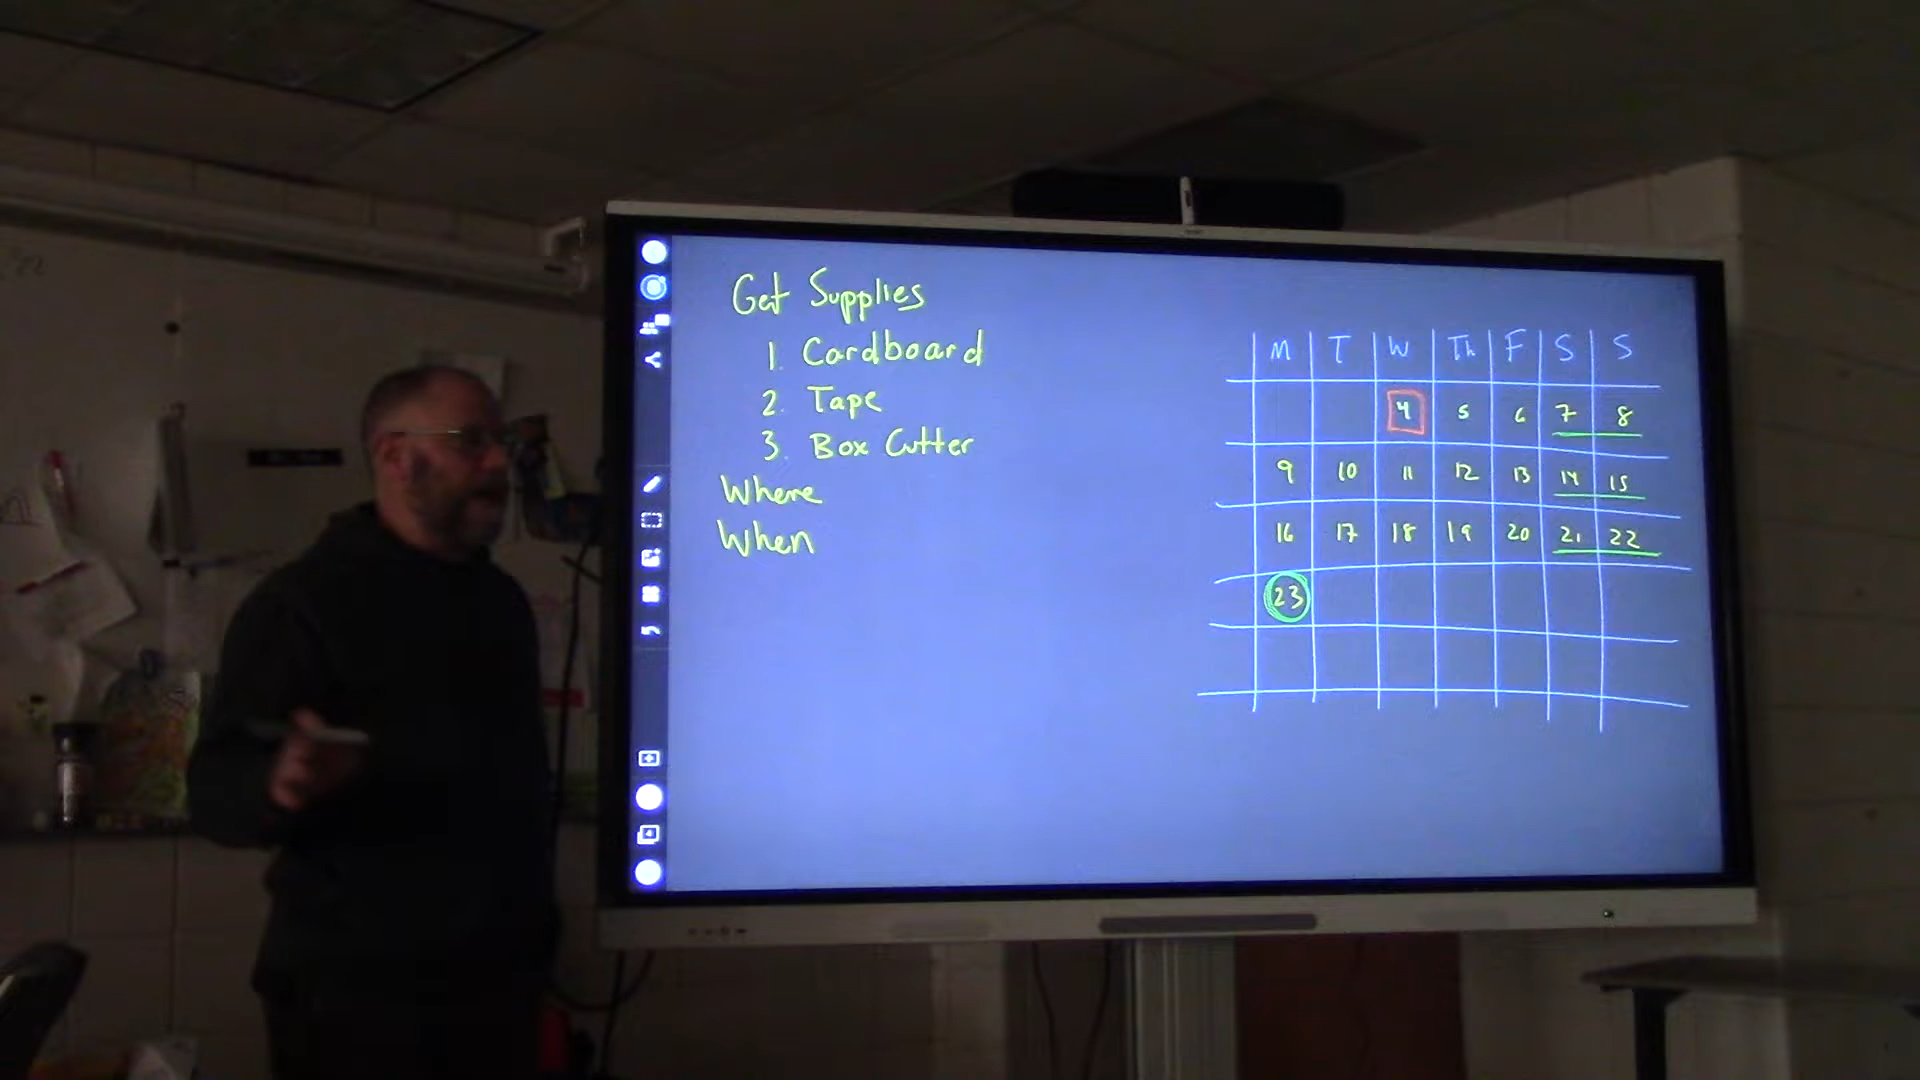 Get Supplies
1. Cardboard
2. Tape
3. Box Cutter
Where
When
M T W Th F S S
4 5 6 7 8
9 10 11 12 13 14 15
16 17 18 19 20 21 22
23